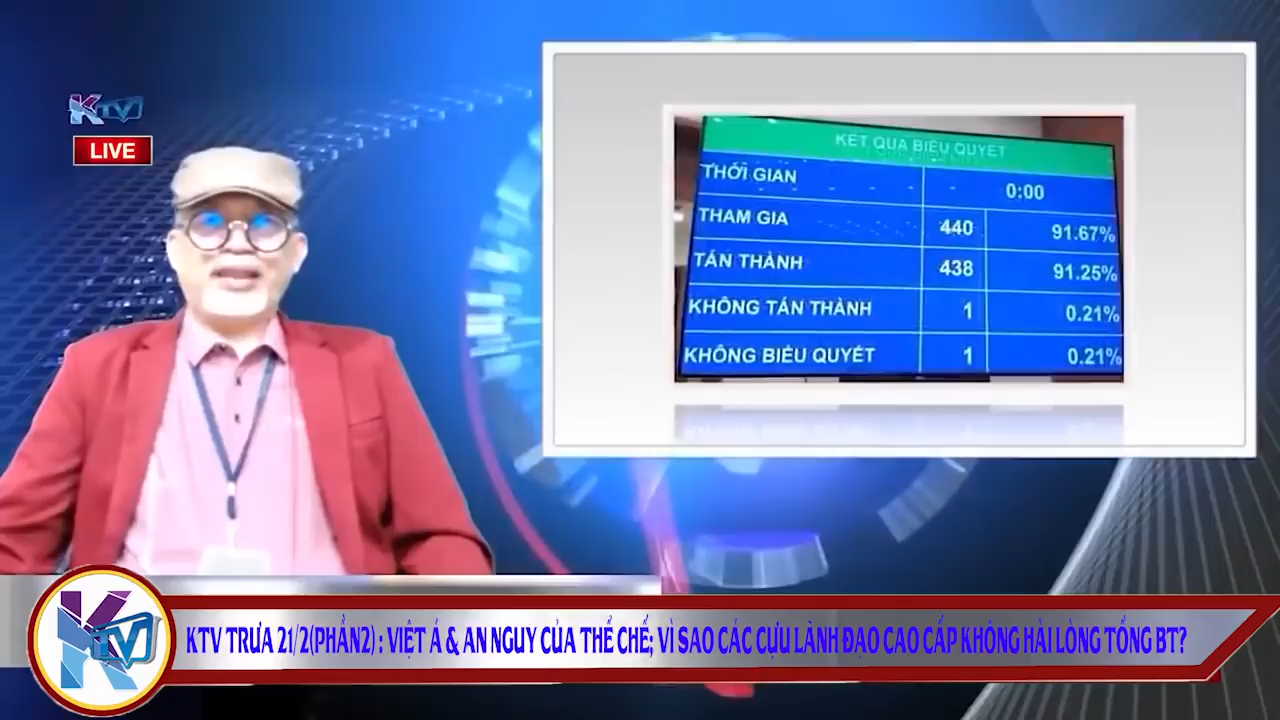 KTV
LIVE
KẾT QUẢ BIỂU QUYẾT
THỜI GIAN 0:00
THAM GIA 440 91.67%
TÁN THÀNH 438 91.25%
KHÔNG TÁN THÀNH 1 0.21%
KHÔNG BIỂU QUYẾT 1 0.21%
KTV
KTV TRƯA 21/2(PHẦN2) : VIỆT Á & AN NGUY CỦA THỂ CHẾ; VÌ SAO CÁC CỰU LÃNH ĐẠO CAO CẤP KHÔNG HÀI LÒNG TỔNG BT?